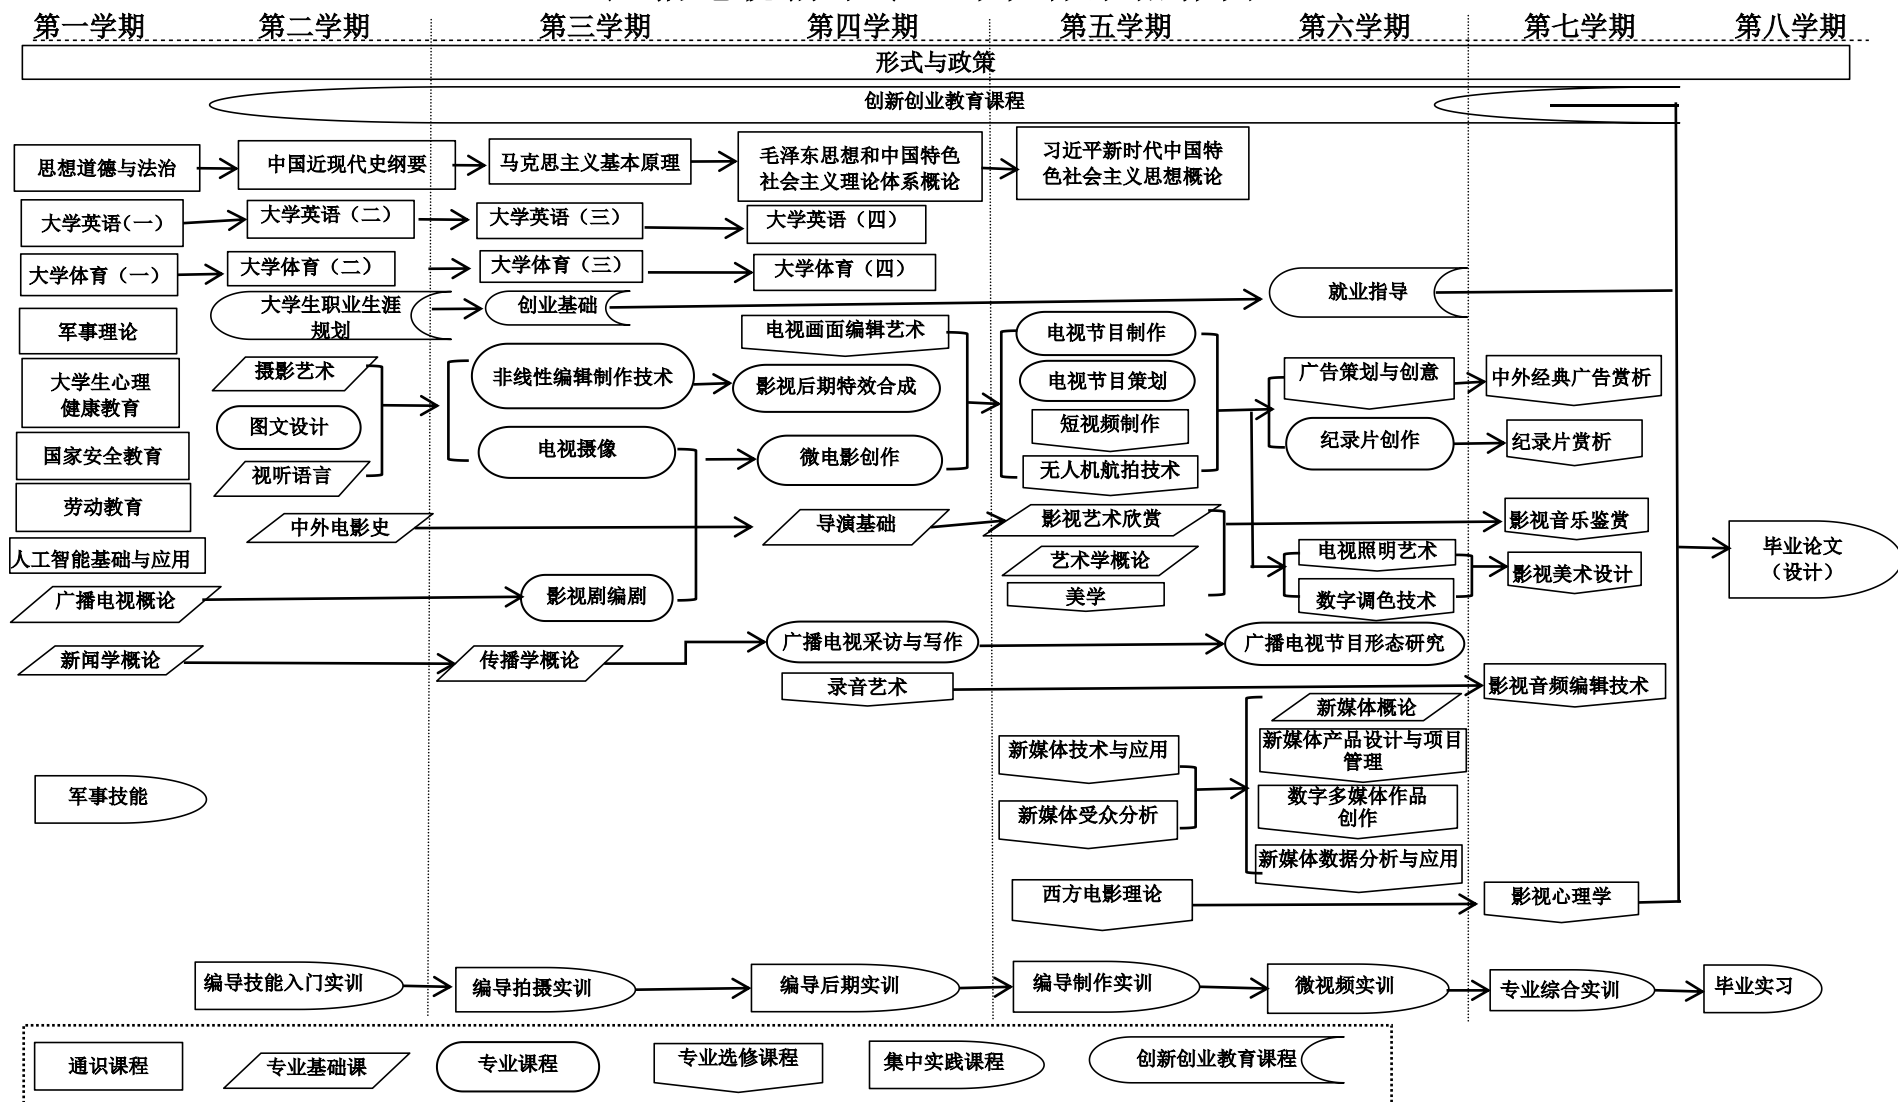 第一学期 第二学期 第三学期 第四学期 第五学期 第六学期 第七学期 第八学期
形式与政策
创新创业教育课程
思想道德与法治
中国近现代史纲要
马克思主义基本原理
毛泽东思想和中国特色
社会主义理论体系概论
习近平新时代中国特
色社会主义思想概论
大学英语(一)
大学英语（二）
大学英语（三）
大学英语（四）
大学体育（一）
大学体育（二）
大学体育（三）
大学体育（四）
大学生职业生涯
规划
创业基础
就业指导
军事理论
大学生心理
健康教育
国家安全教育
劳动教育
人工智能基础与应用
广播电视概论
新闻学概论
军事技能
摄影艺术
图文设计
视听语言
中外电影史
非线性编辑制作技术
电视摄像
影视剧编剧
传播学概论
电视画面编辑艺术
影视后期特效合成
微电影创作
导演基础
广播电视采访与写作
录音艺术
电视节目制作
电视节目策划
短视频制作
无人机航拍技术
影视艺术欣赏
艺术学概论
美学
新媒体技术与应用
新媒体受众分析
西方电影理论
广告策划与创意
纪录片创作
电视照明艺术
数字调色技术
广播电视节目形态研究
新媒体概论
新媒体产品设计与项目
管理
数字多媒体作品
创作
新媒体数据分析与应用
中外经典广告赏析
纪录片赏析
影视音乐鉴赏
影视美术设计
影视音频编辑技术
影视心理学
毕业论文
（设计）
编导技能入门实训
编导拍摄实训
编导后期实训
编导制作实训
微视频实训
专业综合实训
毕业实习
通识课程
专业基础课
专业课程
专业选修课程
集中实践课程
创新创业教育课程